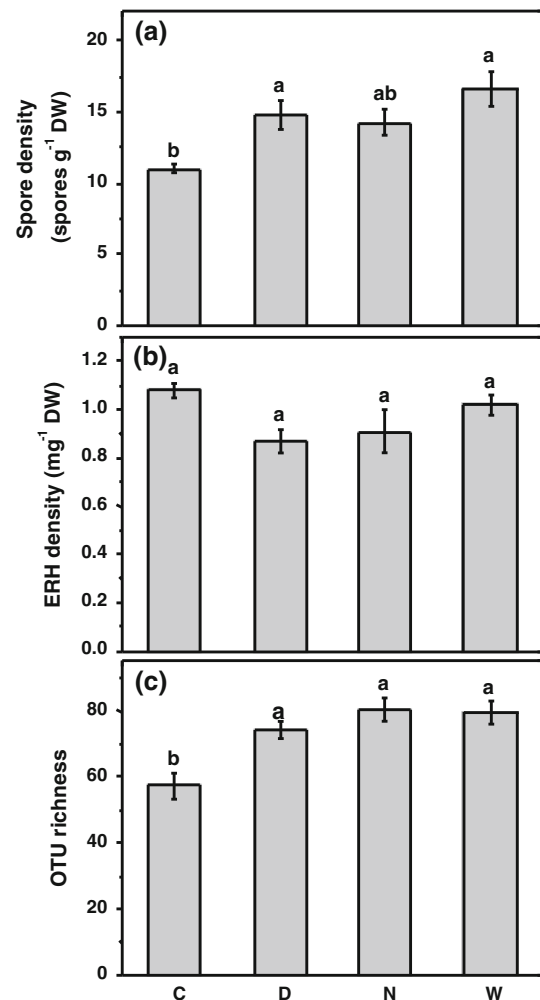 (a)
Spore density
(spores g⁻¹ DW)
20
15
10
5
0
b
a
ab
a
(b)
ERH density (mg⁻¹ DW)
1.2
1.0
0.8
0.6
0.4
0.2
0.0
a
a
a
a
(c)
OTU richness
80
60
40
20
0
b
a
a
a
C D N W